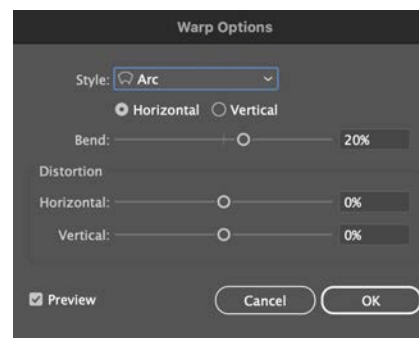 Warp Options
Style: Arc
Horizontal Vertical
Bend: 20%
Distortion
Horizontal: 0%
Vertical: 0%
Preview Cancel OK